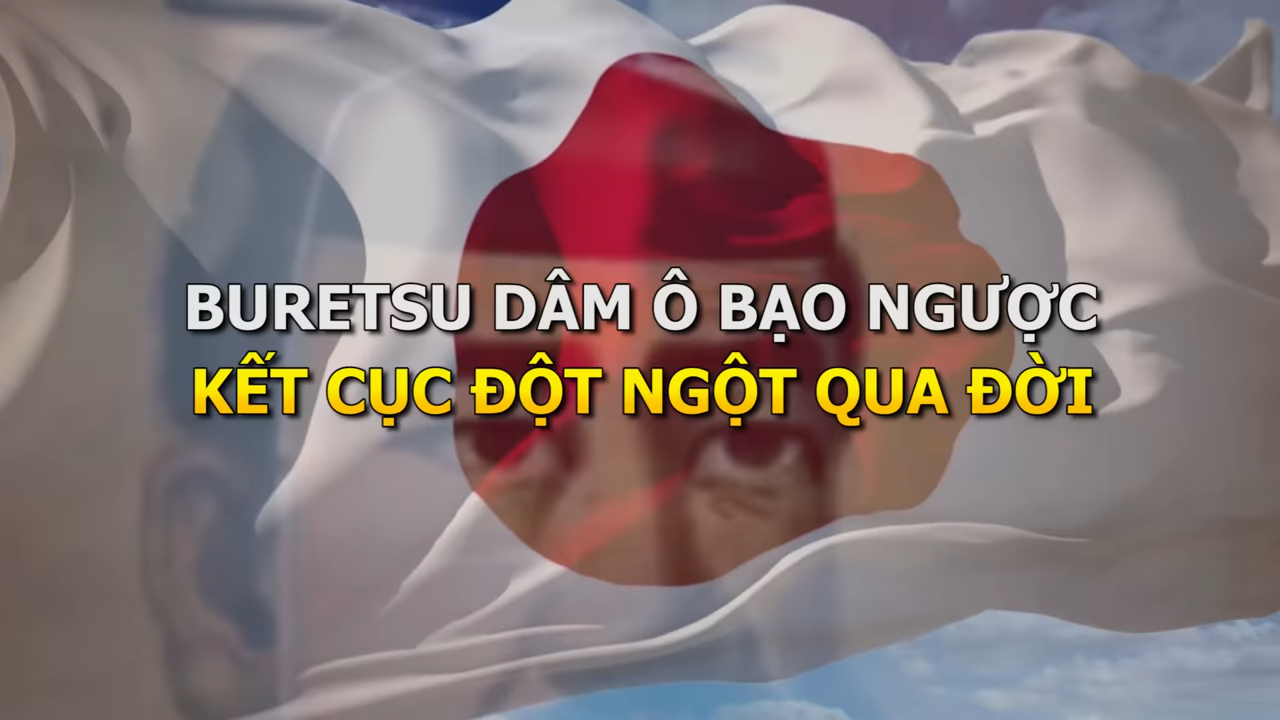 BURETSU DÂM Ô BẠO NGƯỢC
KẾT CỤC ĐỘT NGỘT QUA ĐỜI